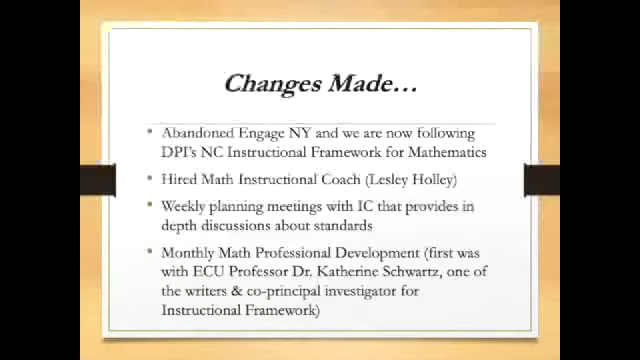 Changes Made...
• Abandoned Engage NY and we are now following
DPI's NC Instructional Framework for Mathematics
• Hired Math Instructional Coach (Lesley Holley)
• Weekly planning meetings with IC that provides in
depth discussions about standards
• Monthly Math Professional Development (first was
with ECU Professor Dr. Katherine Schwartz, one of
the writers & co-principal investigator for
Instructional Framework)